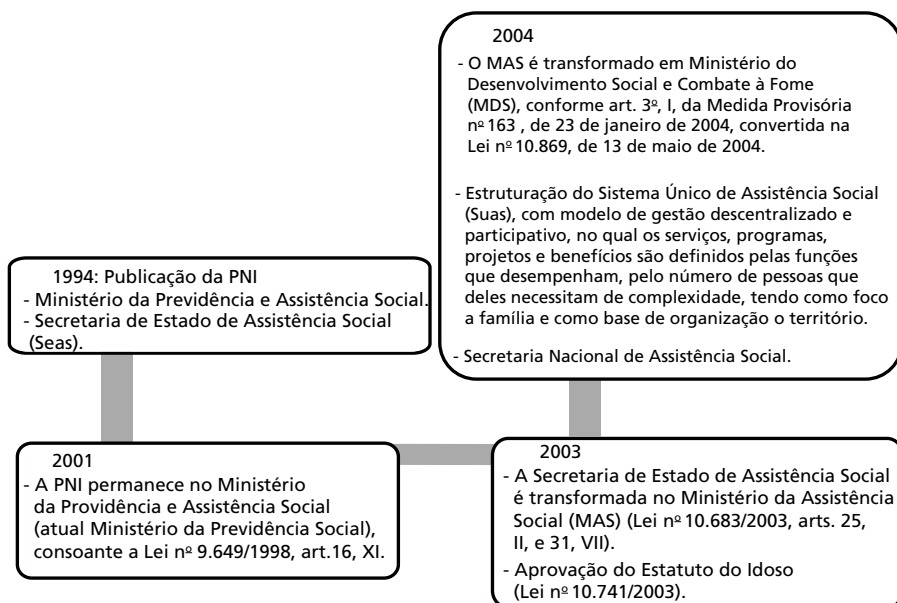 1994: Publicação da PNI
- Ministério da Previdência e Assistência Social.
- Secretaria de Estado de Assistência Social
(Seas).
2001
- A PNI permanece no Ministério
da Providência e Assistência Social
(atual Ministério da Previdência Social),
consoante a Lei nº 9.649/1998, art.16, XI.
2003
- A Secretaria de Estado de Assistência Social
é transformada no Ministério da Assistência
Social (MAS) (Lei nº 10.683/2003, arts. 25,
II, e 31, VII).
- Aprovação do Estatuto do Idoso
(Lei nº 10.741/2003).
2004
- O MAS é transformado em Ministério do
Desenvolvimento Social e Combate à Fome
(MDS), conforme art. 3º, I, da Medida Provisória
nº 163 , de 23 de janeiro de 2004, convertida na
Lei nº 10.869, de 13 de maio de 2004.
- Estruturação do Sistema Único de Assistência Social
(Suas), com modelo de gestão descentralizado e
participativo, no qual os serviços, programas,
projetos e benefícios são definidos pelas funções
que desempenham, pelo número de pessoas que
deles necessitam de complexidade, tendo como foco
a família e como base de organização o território.
- Secretaria Nacional de Assistência Social.